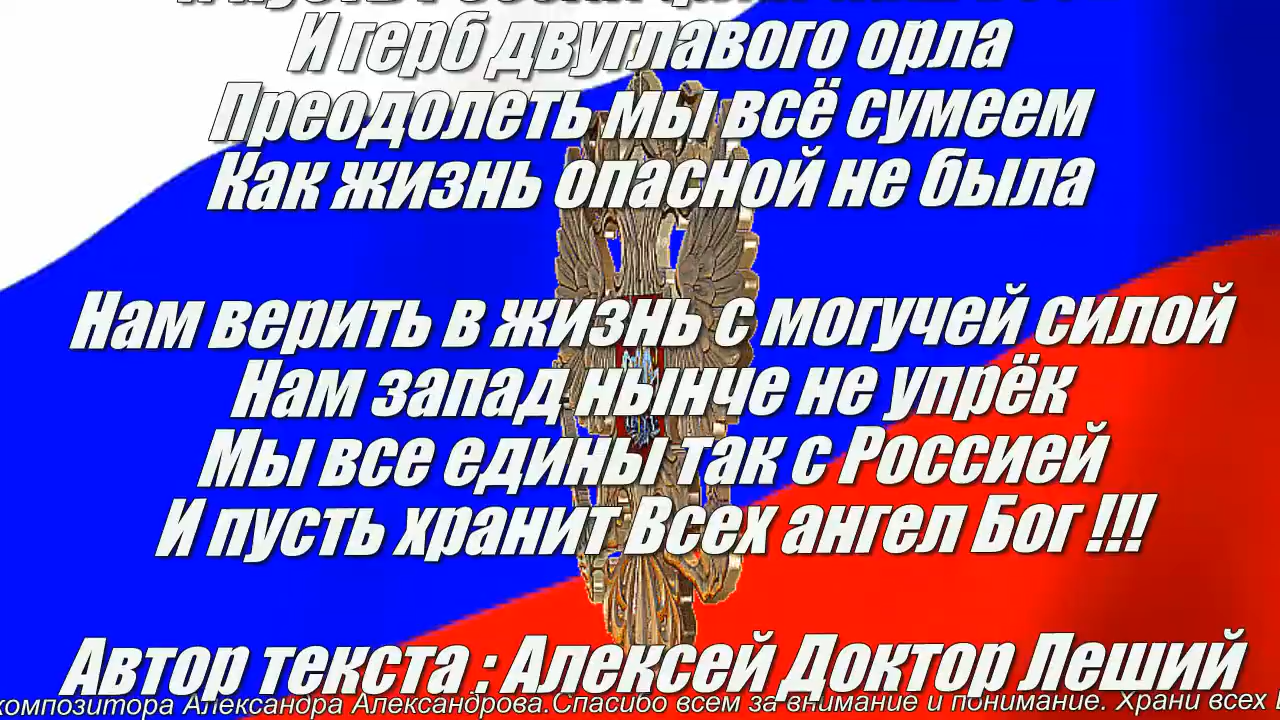 И герб двуглавого орла
Преодолеть мы всё сумеем
Как жизнь опасной не была
Нам верить в жизнь с могучей силой
Нам запад нынче не упрёк
Мы все едины так с Россией
И пусть хранит Всех ангел Бог !!!
Автор текста : Алексей Доктор Леший
композитора Александра Александрова.Спасибо всем за внимание и понимание. Храни всех